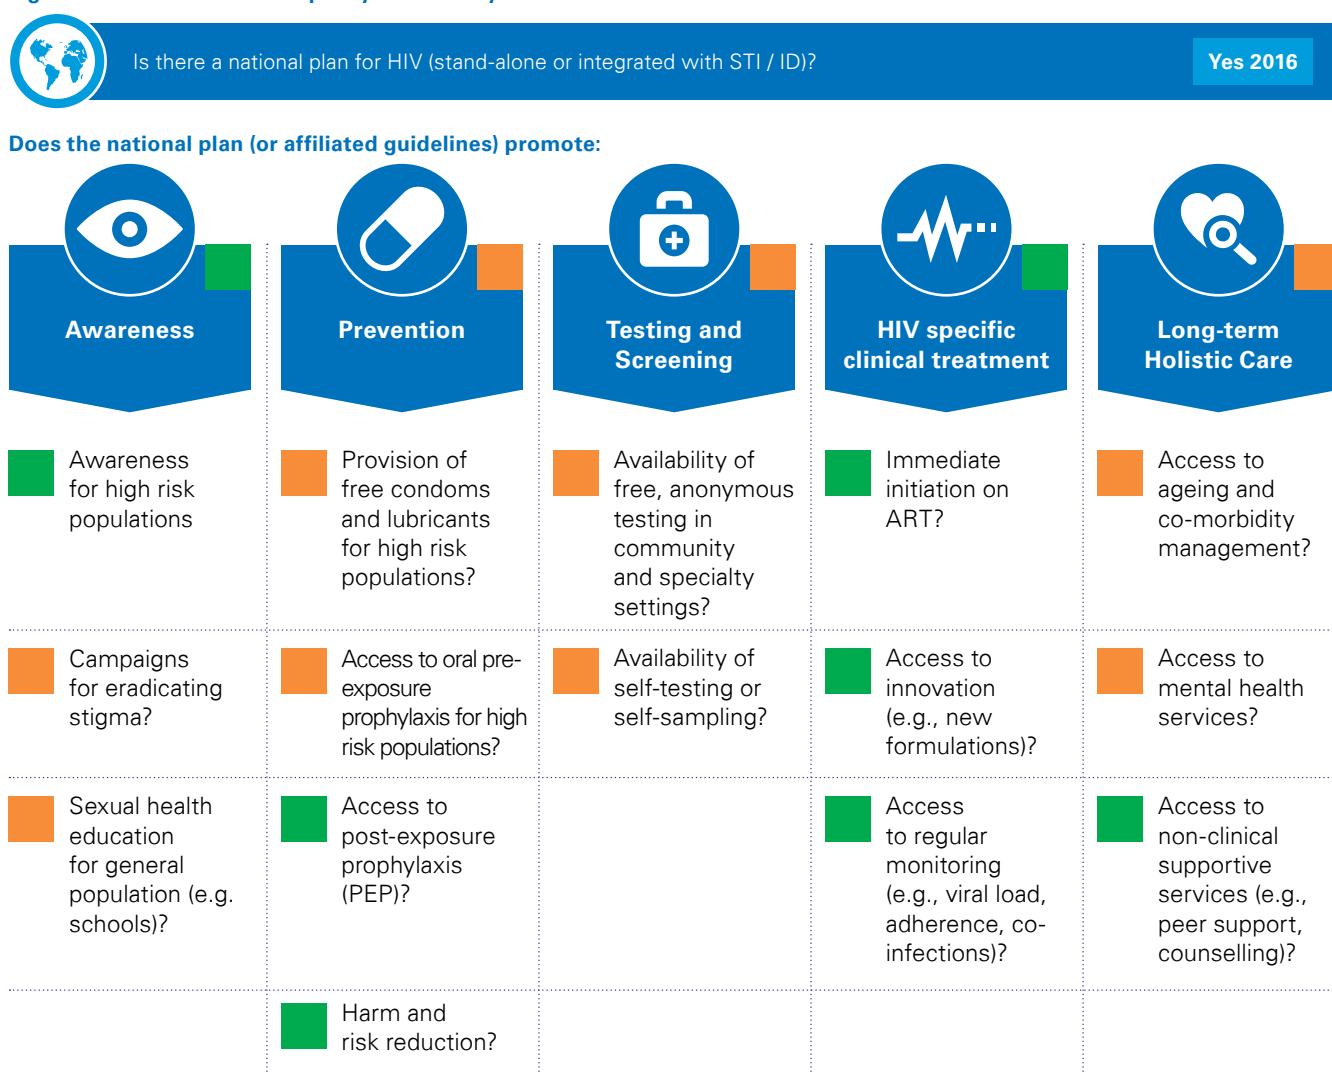 Is there a national plan for HIV (stand-alone or integrated with STI / ID)?
Yes 2016
Does the national plan (or affiliated guidelines) promote:
Awareness
Prevention
Testing and
Screening
HIV specific
clinical treatment
Long-term
Holistic Care
Awareness
for high risk
populations
Provision of
free condoms
and lubricants
for high risk
populations?
Availability of
free, anonymous
testing in
community
and specialty
settings?
Immediate
initiation on
ART?
Access to
ageing and
co-morbidity
management?
Campaigns
for eradicating
stigma?
Access to oral pre-
exposure
prophylaxis for high
risk populations?
Availability of
self-testing or
self-sampling?
Access to
innovation
(e.g., new
formulations)?
Access to
mental health
services?
Sexual health
education
for general
population (e.g.
schools)?
Access to
post-exposure
prophylaxis
(PEP)?
Access
to regular
monitoring
(e.g., viral load,
adherence, co-
infections)?
Access to
non-clinical
supportive
services (e.g.,
peer support,
counselling)?
Harm and
risk reduction?